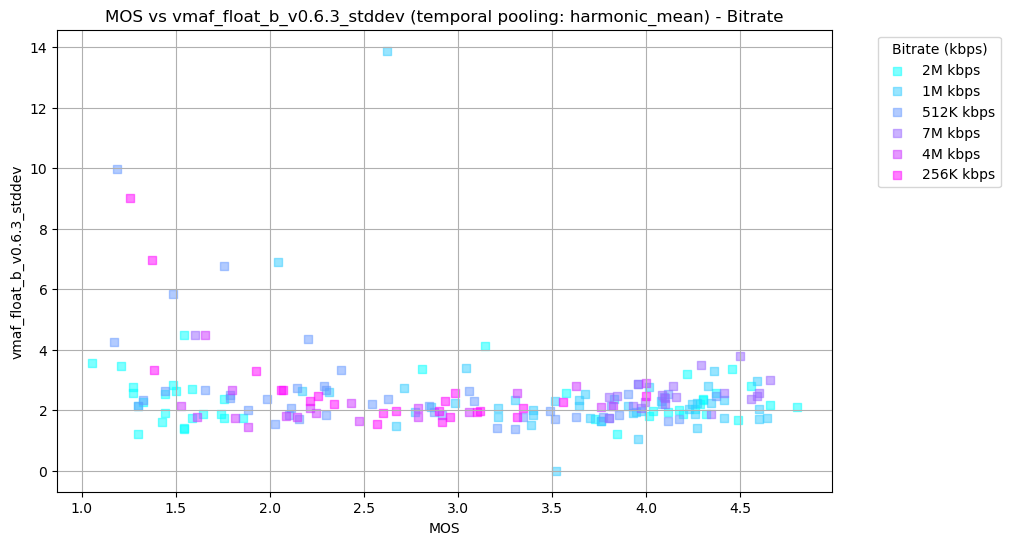 MOS vs vmaf_float_b_v0.6.3_stddev (temporal pooling: harmonic_mean) - Bitrate
Bitrate (kbps)
2M kbps
1M kbps
512K kbps
7M kbps
4M kbps
256K kbps
vmaf_float_b_v0.6.3_stddev
14
12
10
8
6
4
2
0
1.0 1.5 2.0 2.5 3.0 3.5 4.0 4.5
MOS